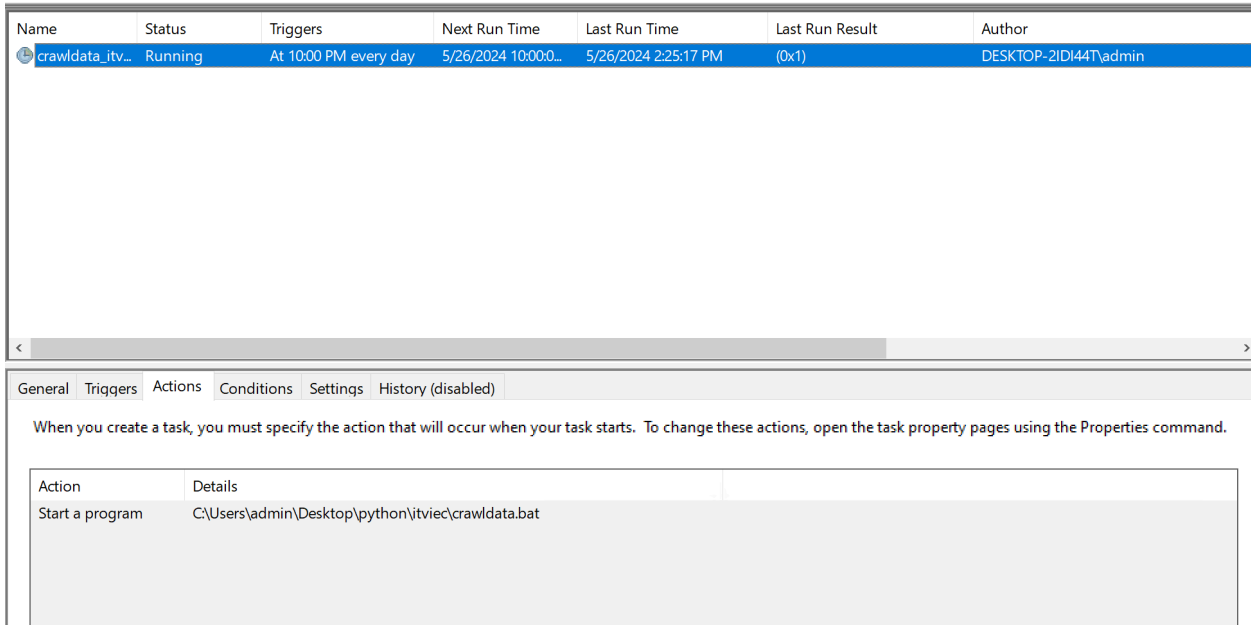 Name Status Triggers Next Run Time Last Run Time Last Run Result Author
crawldata_itv... Running At 10:00 PM every day 5/26/2024 10:00:0... 5/26/2024 2:25:17 PM (0x1) DESKTOP-2IDI44T\admin
General Triggers Actions Conditions Settings History (disabled)
When you create a task, you must specify the action that will occur when your task starts. To change these actions, open the task property pages using the Properties command.
Action Details
Start a program C:\Users\admin\Desktop\python\itviec\crawldata.bat